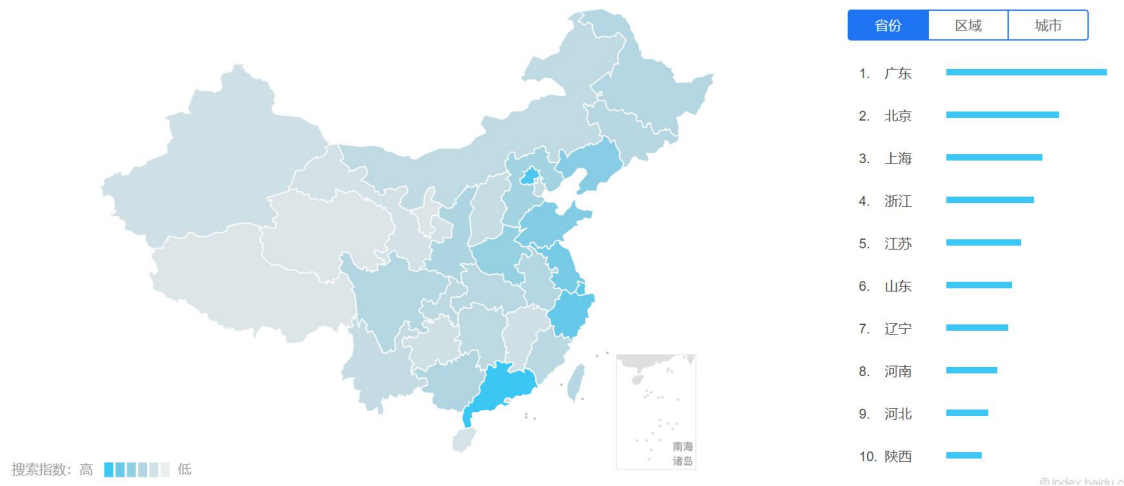 省份 区域 城市
1. 广东
2. 北京
3. 上海
4. 浙江
5. 江苏
6. 山东
7. 辽宁
8. 河南
9. 河北
10. 陕西
南海
诸岛
搜索指数：高 低
©index.baidu.c